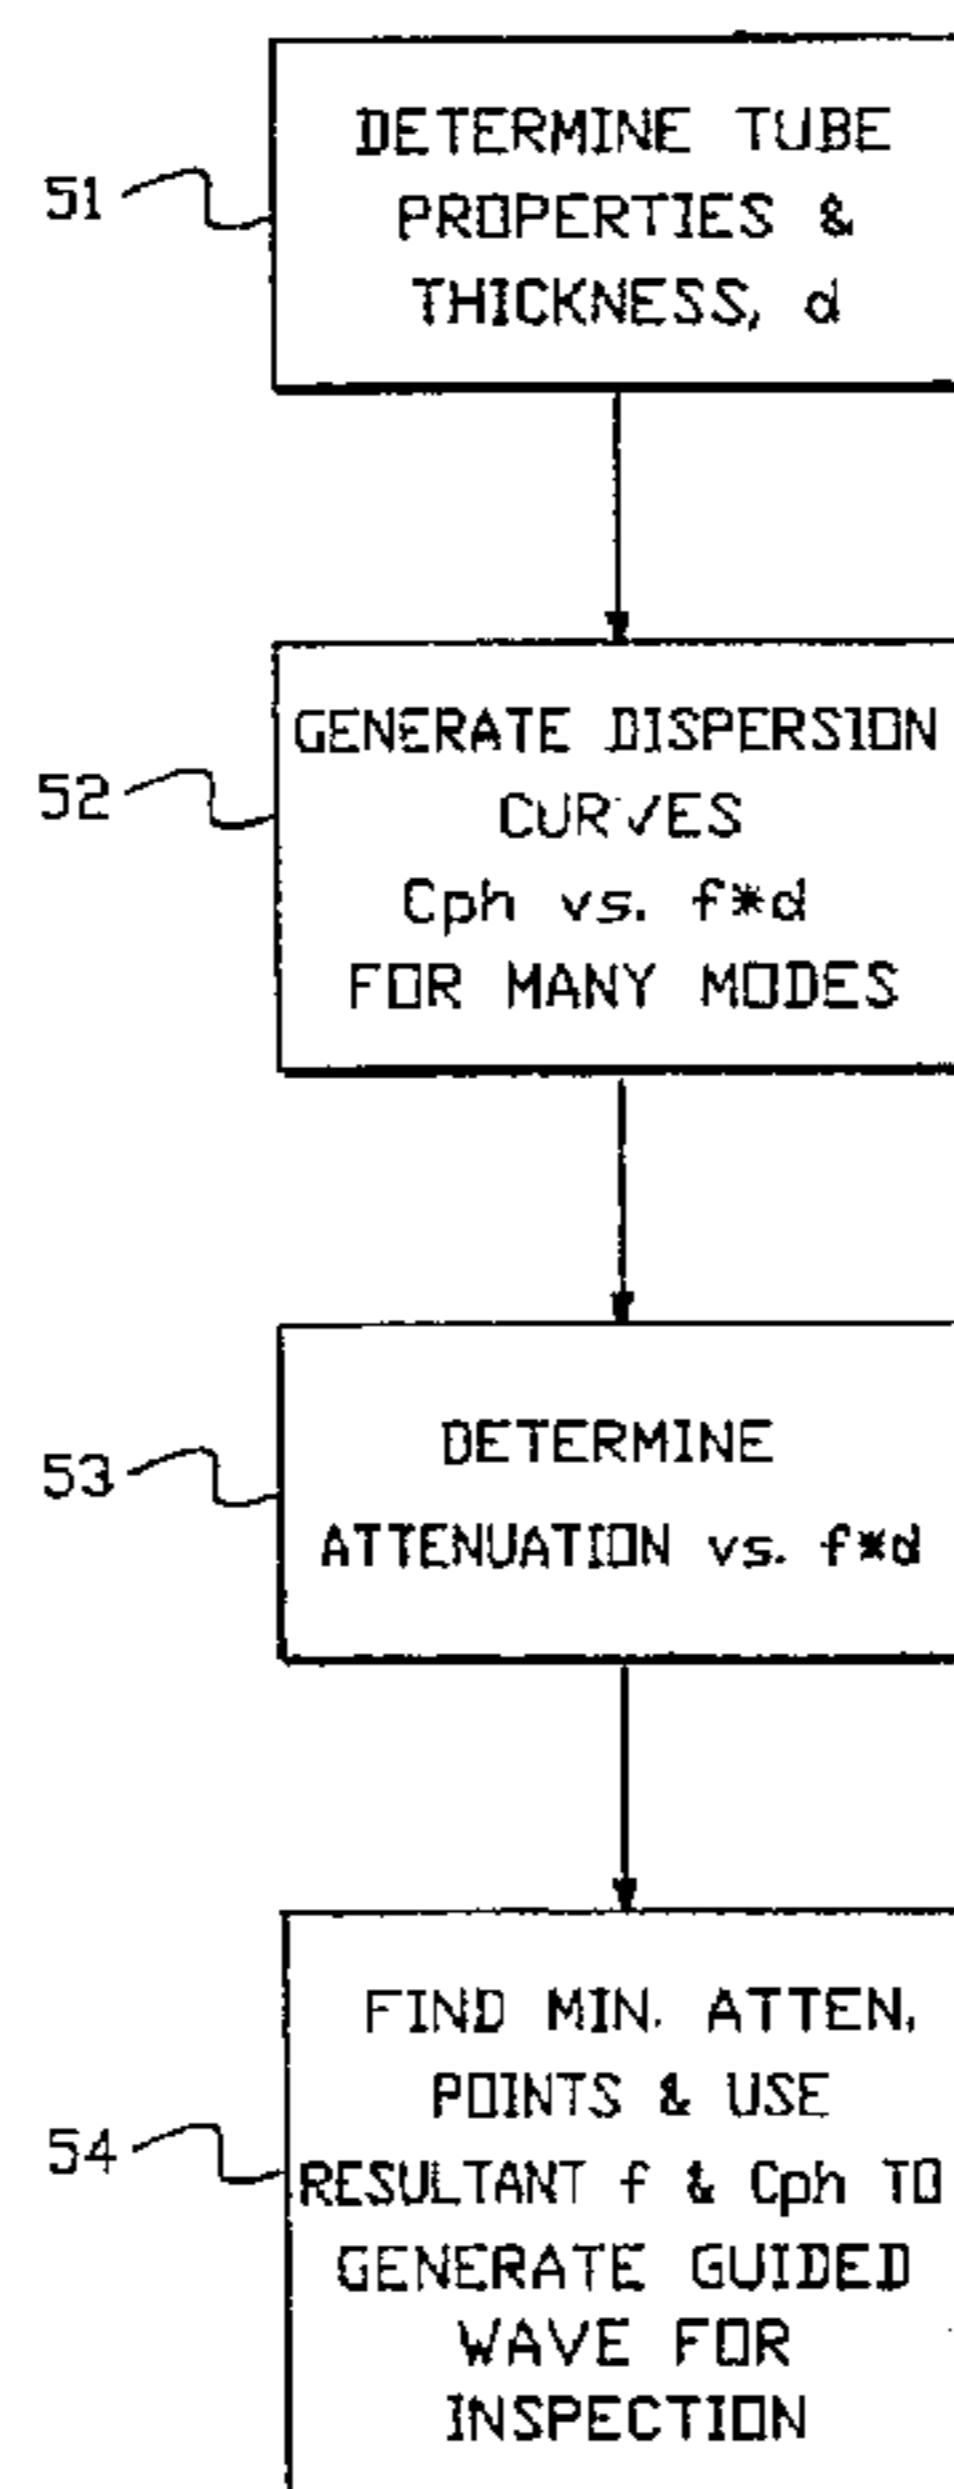 51
DETERMINE TUBE
PROPERTIES &
THICKNESS, d
52
GENERATE DISPERSION
CURVES
Cph vs. f*d
FOR MANY MODES
53
DETERMINE
ATTENUATION vs. f*d
54
FIND MIN. ATTEN.
POINTS & USE
RESULTANT f & Cph TO
GENERATE GUIDED
WAVE FOR
INSPECTION